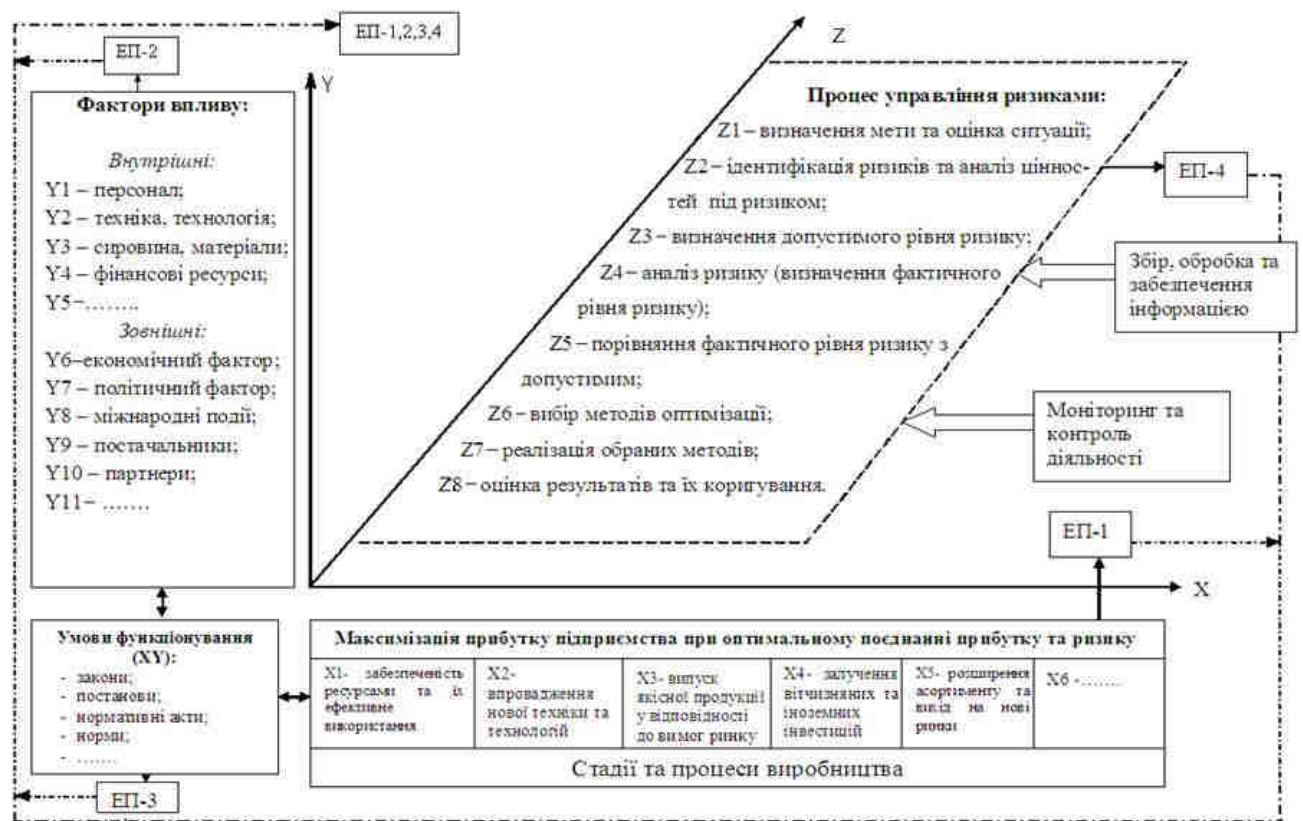 ЕП-1,2,3,4
ЕП-2
Z
Y
Фактори впливу:
Внутрішні:
Y1 – персонал;
Y2 – техніка, технологія;
Y3 – сировина, матеріали;
Y4 – фінансові ресурси;
Y5 –……..
Зовнішні:
Y6–економічний фактор;
Y7 – політичний фактор;
Y8 – міжнародні події;
Y9 – постачальники;
Y10 – партнери;
Y11 – …….
Процес управління ризиками:
Z1 – визначення мети та оцінка ситуації;
Z2 – ідентифікація ризиків та аналіз ціннос-
тей під ризиком;
Z3 – визначення допустимого рівня ризику;
Z4 – аналіз ризику (визначення фактичного
рівня ризику);
Z5 – порівняння фактичного рівня ризику з
допустимим;
Z6 – вибір методів оптимізації;
Z7 – реалізація обраних методів;
Z8 – оцінка результатів та їх коригування.
ЕП-4
Збір, обробка та
забезпечення
інформацією
Моніторинг та
контроль
діяльності
ЕП-1
X
Умови функціонування
(XY):
- закони;
- постанови;
- нормативні акти;
- норми;
- …….
ЕП-3
Максимізація прибутку підприємства при оптимальному поєднанні прибутку та ризику
X1- забезпеченість
ресурсами та їх
ефективне
використання
X2-
впровадження
нової техніки та
технологій
X3- випуск
якісної продукції
у відповідності
до вимог ринку
X4- залучення
вітчизняних та
іноземних
інвестицій
X5- розширення
асортименту та
вихід на нові
ринки
X6 -…….
Стадії та процеси виробництва